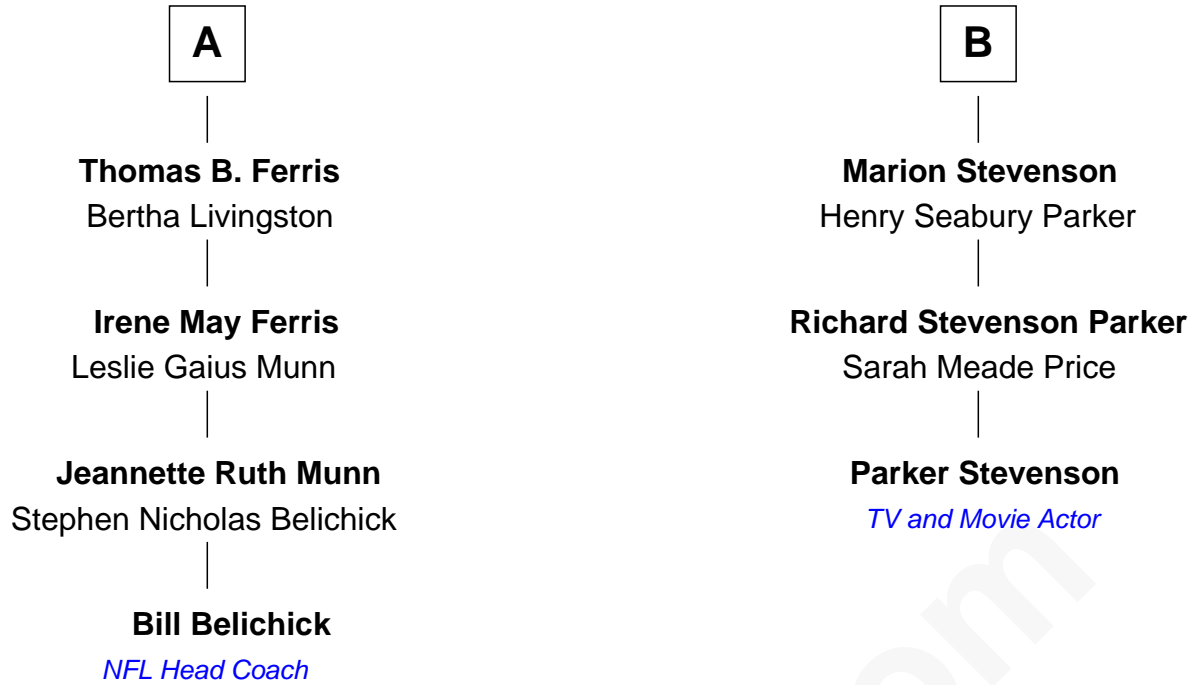 A
Thomas B. Ferris
Bertha Livingston
Irene May Ferris
Leslie Gaius Munn
Jeannette Ruth Munn
Stephen Nicholas Belichick
Bill Belichick
NFL Head Coach
B
Marion Stevenson
Henry Seabury Parker
Richard Stevenson Parker
Sarah Meade Price
Parker Stevenson
TV and Movie Actor
om